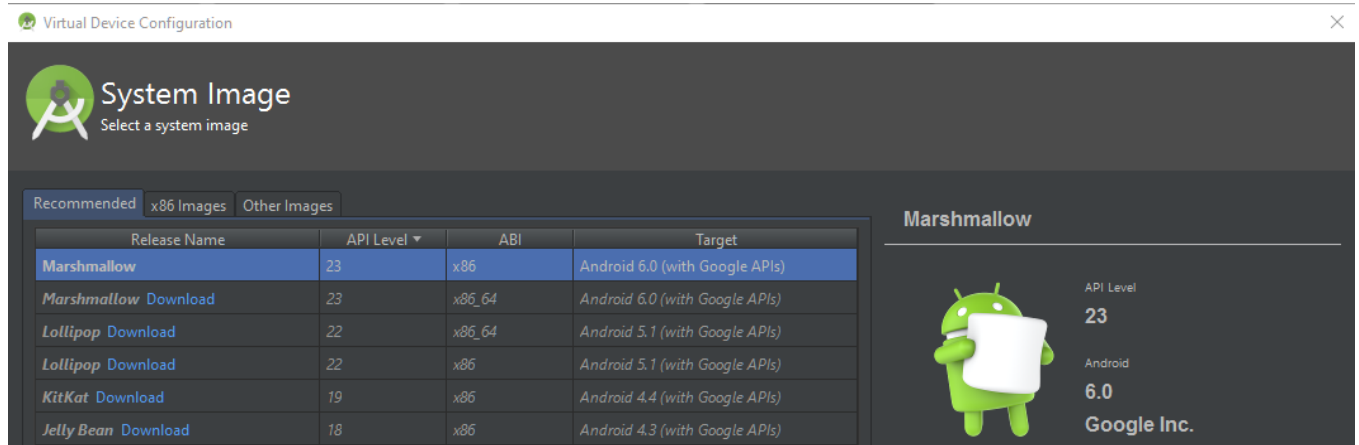 Virtual Device Configuration
System Image
Select a system image
Recommended x86 Images Other Images
Release Name API Level ABI Target
Marshmallow 23 x86 Android 6.0 (with Google APIs)
Marshmallow Download 23 x86_64 Android 6.0 (with Google APIs)
Lollipop Download 22 x86_64 Android 5.1 (with Google APIs)
Lollipop Download 22 x86 Android 5.1 (with Google APIs)
KitKat Download 19 x86 Android 4.4 (with Google APIs)
Jelly Bean Download 18 x86 Android 4.3 (with Google APIs)
Marshmallow
API Level
23
Android
6.0
Google Inc.